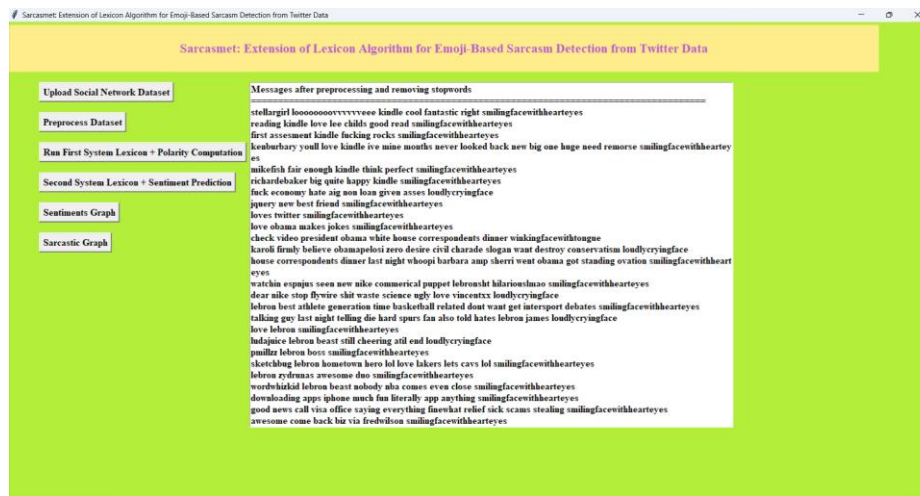 Sarcasmet: Extension of Lexicon Algorithm for Emoji-Based Sarcasm Detection from Twitter Data
Sarcasmet: Extension of Lexicon Algorithm for Emoji-Based Sarcasm Detection from Twitter Data
Upload Social Network Dataset
Preprocess Dataset
Run First System Lexicon + Polarity Computation
Second System Lexicon + Sentiment Prediction
Sentiments Graph
Sarcastic Graph
Messages after preprocessing and removing stopwords
stellargirl looooooovvvvvveee kindle cool fantastic right smilingfacewithhearteyes
reading kindle love lee childs good read smilingfacewithhearteyes
first assesment kindle fucking rocks smilingfacewithhearteyes
kenburbary youll love kindle ive mine months never looked back new big one huge need remorse smilingfacewithheartey
es
mikefish fair enough kindle think perfect smilingfacewithhearteyes
richardebaker big quite happy kindle smilingfacewithhearteyes
fuck economy hate aig non loan given asses loudlycryingface
jquery new best friend smilingfacewithhearteyes
loves twitter smilingfacewithhearteyes
love obama makes jokes smilingfacewithhearteyes
check video president obama white house correspondents dinner winkingfacewithtongue
karoli firmly believe obamapelosi zero desire civil charade slogan want destroy conservatism loudlycryingface
house correspondents dinner last night whoopi barbara amp sherri went obama got standing ovation smilingfacewithheart
eyes
watchin espnjus seen new nike commerical puppet lebronsht hilariouslmao smilingfacewithhearteyes
dear nike stop flywire shit waste science ugly love vincentxx loudlycryingface
lebron best athlete generation time basketball related dont want get intersport debates smilingfacewithhearteyes
talking guy last night telling die hard spurs fan also told hates lebron james loudlycryingface
love lebron smilingfacewithhearteyes
ludajuice lebron beast still cheering atil end loudlycryingface
pmillzz lebron boss smilingfacewithhearteyes
sketchbug lebron hometown hero lol love lakers lets cavs lol smilingfacewithhearteyes
lebron zydrunas awesome duo smilingfacewithhearteyes
wordwhizkid lebron beast nobody nba comes even close smilingfacewithhearteyes
downloading apps iphone much fun literally app anything smilingfacewithhearteyes
good news call visa office saying everything finewhat relief sick scams stealing smilingfacewithhearteyes
awesome come back biz via fredwilson smilingfacewithhearteyes